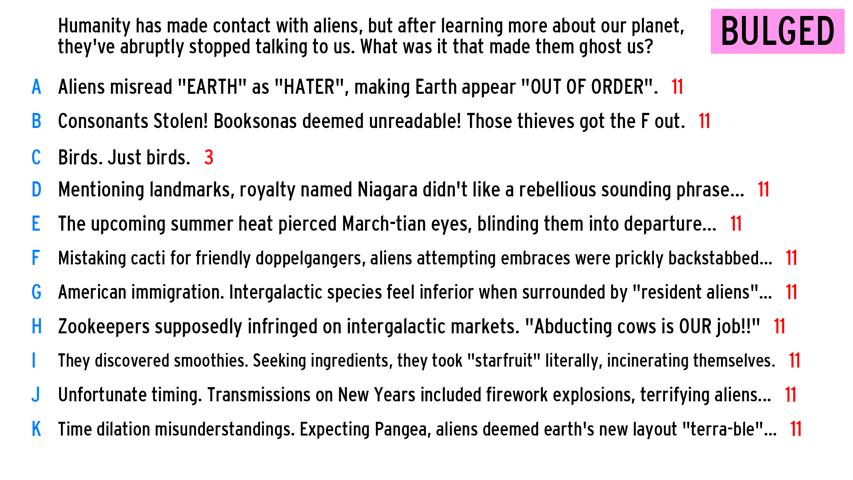 Humanity has made contact with aliens, but after learning more about our planet,
they've abruptly stopped talking to us. What was it that made them ghost us?
BULGED
A Aliens misread "EARTH" as "HATER", making Earth appear "OUT OF ORDER". 11
B Consonants Stolen! Booksonas deemed unreadable! Those thieves got the F out. 11
C Birds. Just birds. 3
D Mentioning landmarks, royalty named Niagara didn't like a rebellious sounding phrase... 11
E The upcoming summer heat pierced March-tian eyes, blinding them into departure... 11
F Mistaking cacti for friendly doppelgangers, aliens attempting embraces were prickly backstabbed... 11
G American immigration. Intergalactic species feel inferior when surrounded by "resident aliens"... 11
H Zookeepers supposedly infringed on intergalactic markets. "Abducting cows is OUR job!!" 11
I They discovered smoothies. Seeking ingredients, they took "starfruit" literally, incinerating themselves. 11
J Unfortunate timing. Transmissions on New Years included firework explosions, terrifying aliens... 11
K Time dilation misunderstandings. Expecting Pangea, aliens deemed earth's new layout "terra-ble"... 11